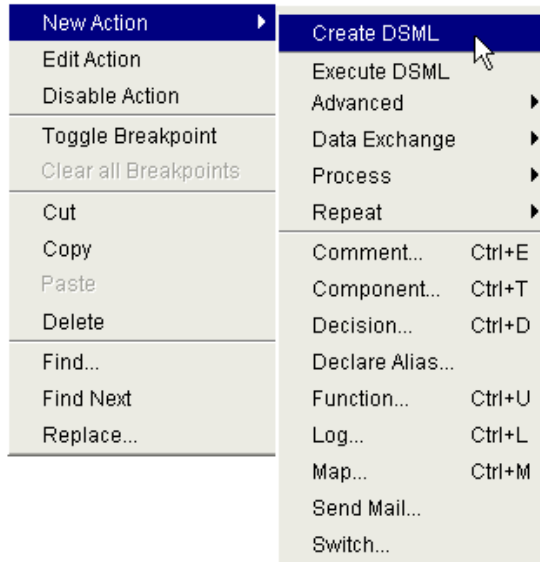 New Action
Edit Action
Disable Action
Toggle Breakpoint
Clear all Breakpoints
Cut
Copy
Paste
Delete
Find...
Find Next
Replace...
Create DSML
Execute DSML
Advanced
Data Exchange
Process
Repeat
Comment... Ctrl+E
Component... Ctrl+T
Decision... Ctrl+D
Declare Alias...
Function... Ctrl+U
Log... Ctrl+L
Map... Ctrl+M
Send Mail...
Switch...